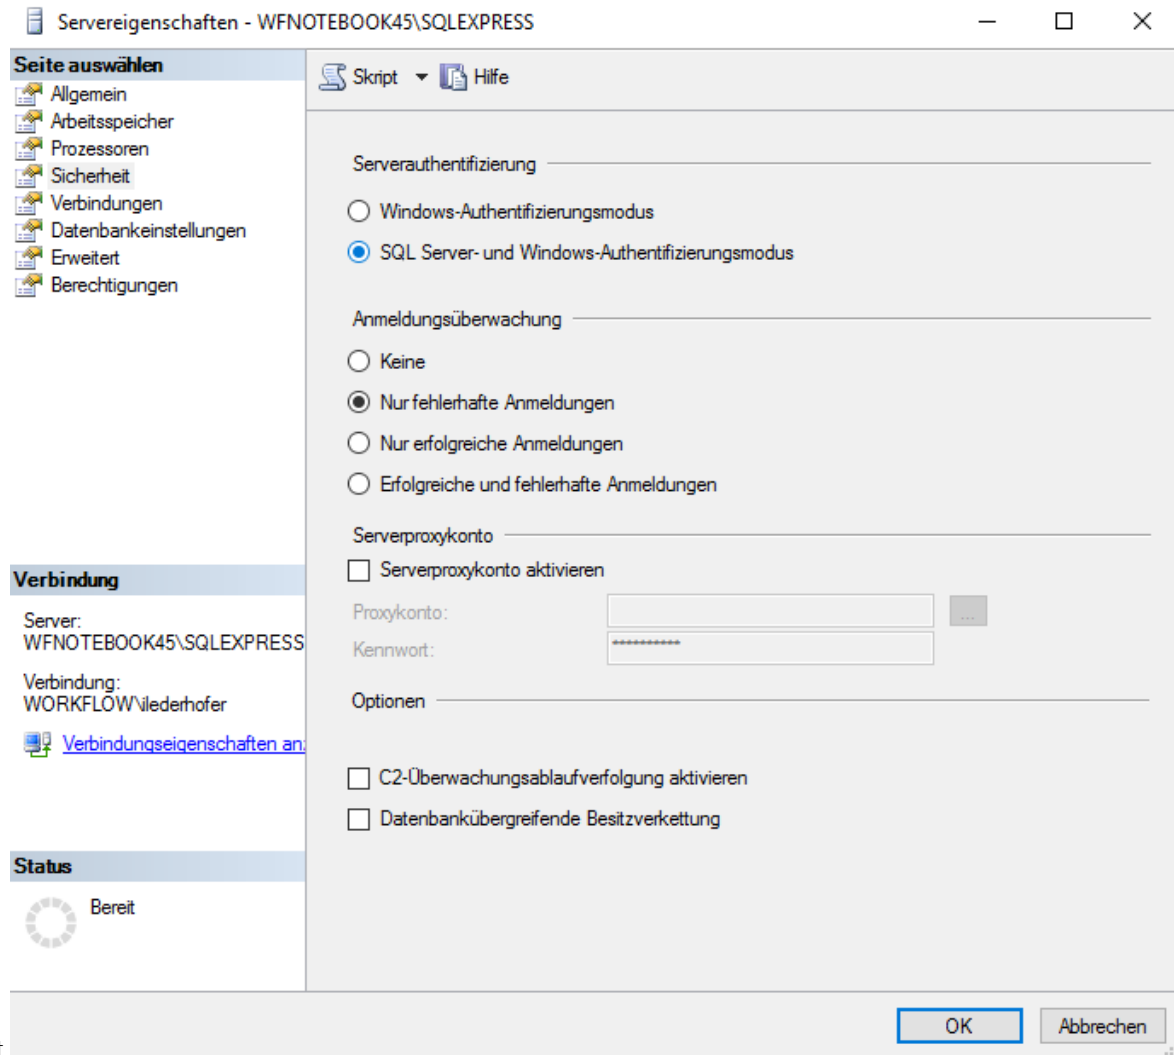 Servereigenschaften - WFNOTEBOOK45\SQLEXPRESS
Seite auswählen
Allgemein
Arbeitsspeicher
Prozessoren
Sicherheit
Verbindungen
Datenbankeinstellungen
Erweitert
Berechtigungen
Skript
Hilfe
Serverauthentifizierung
Windows-Authentifizierungsmodus
SQL Server- und Windows-Authentifizierungsmodus
Anmeldungsüberwachung
Keine
Nur fehlerhafte Anmeldungen
Nur erfolgreiche Anmeldungen
Erfolgreiche und fehlerhafte Anmeldungen
Serverproxykonto
Serverproxykonto aktivieren
Proxykonto:
...
Kennwort:
**********
Optionen
C2-Überwachungsablaufverfolgung aktivieren
Datenbankübergreifende Besitzverkettung
Verbindung
Server:
WFNOTEBOOK45\SQLEXPRESS
Verbindung:
WORKFLOW\ilederhofer
Verbindungseigenschaften an
Status
Bereit
OK
Abbrechen